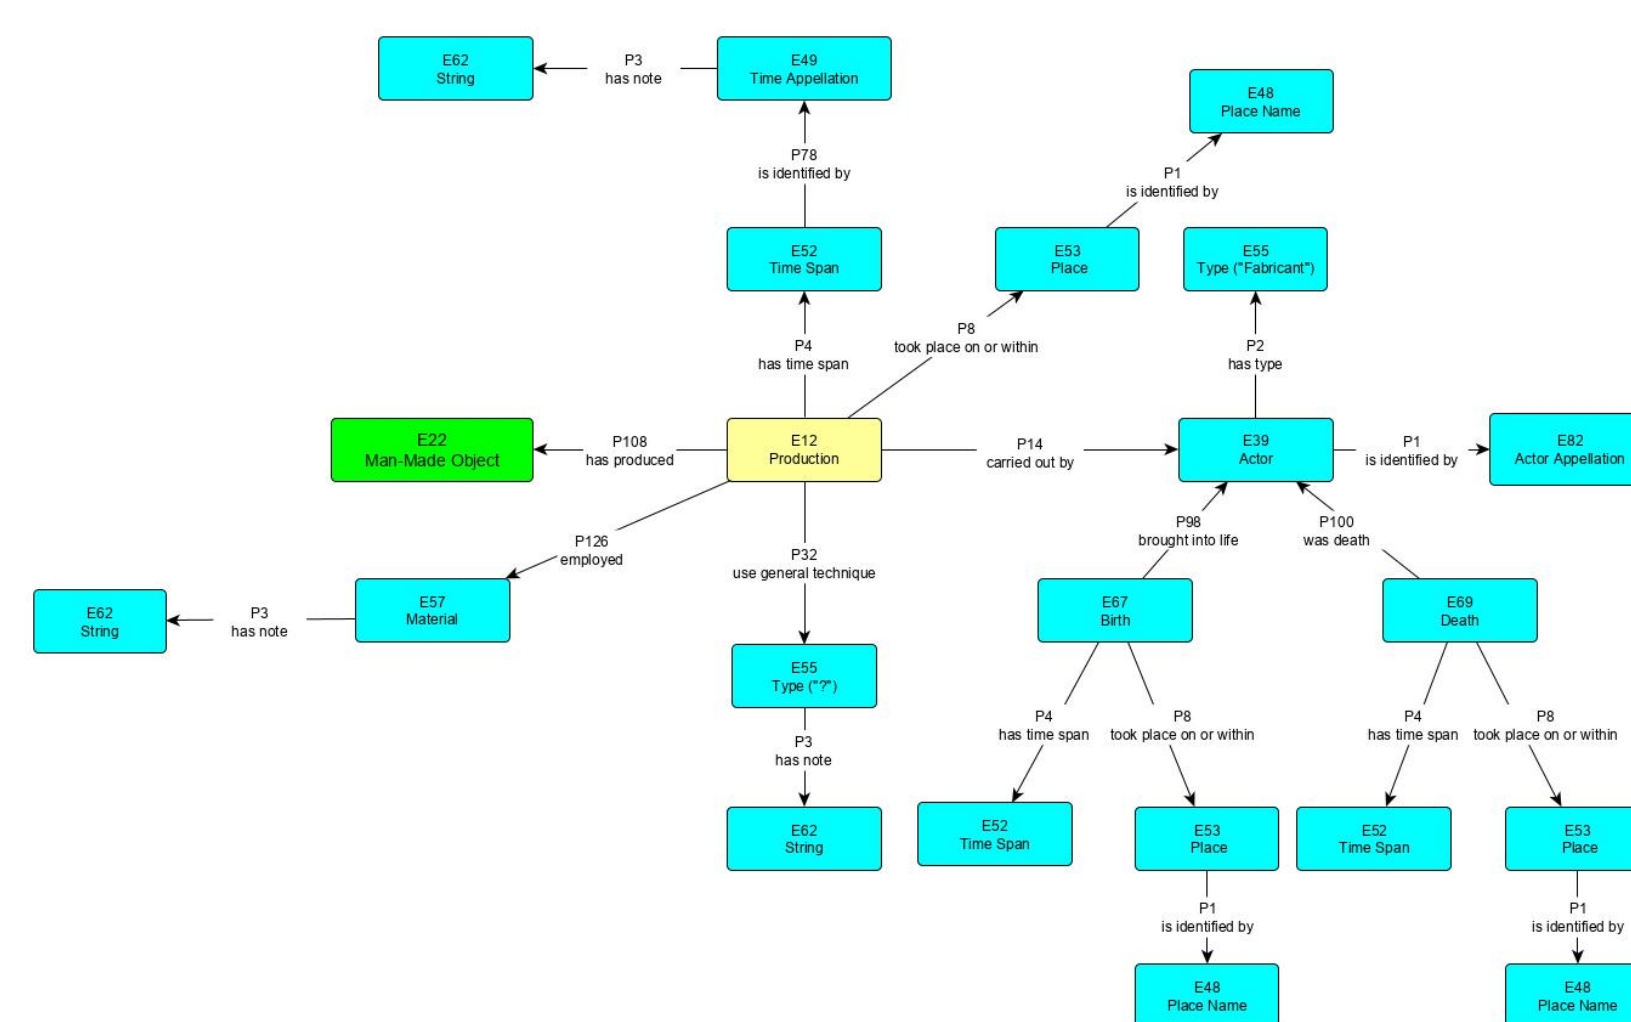 E62
String
P3
has note
E49
Time Appellation
E48
Place Name
P78
is identified by
P1
is identified by
E52
Time Span
E53
Place
E55
Type ("Fabricant")
P4
has time span
P8
took place on or within
P2
has type
E22
Man-Made Object
P108
has produced
E12
Production
P14
carried out by
E39
Actor
P1
is identified by
E82
Actor Appellation
P126
employed
P32
use general technique
P98
brought into life
P100
was death
E62
String
P3
has note
E57
Material
E67
Birth
E69
Death
E55
Type ("?")
P3
has note
P4
has time span
P8
took place on or within
P4
has time span
P8
took place on or within
E62
String
E52
Time Span
E53
Place
E52
Time Span
E53
Place
P1
is identified by
P1
is identified by
E48
Place Name
E48
Place Name